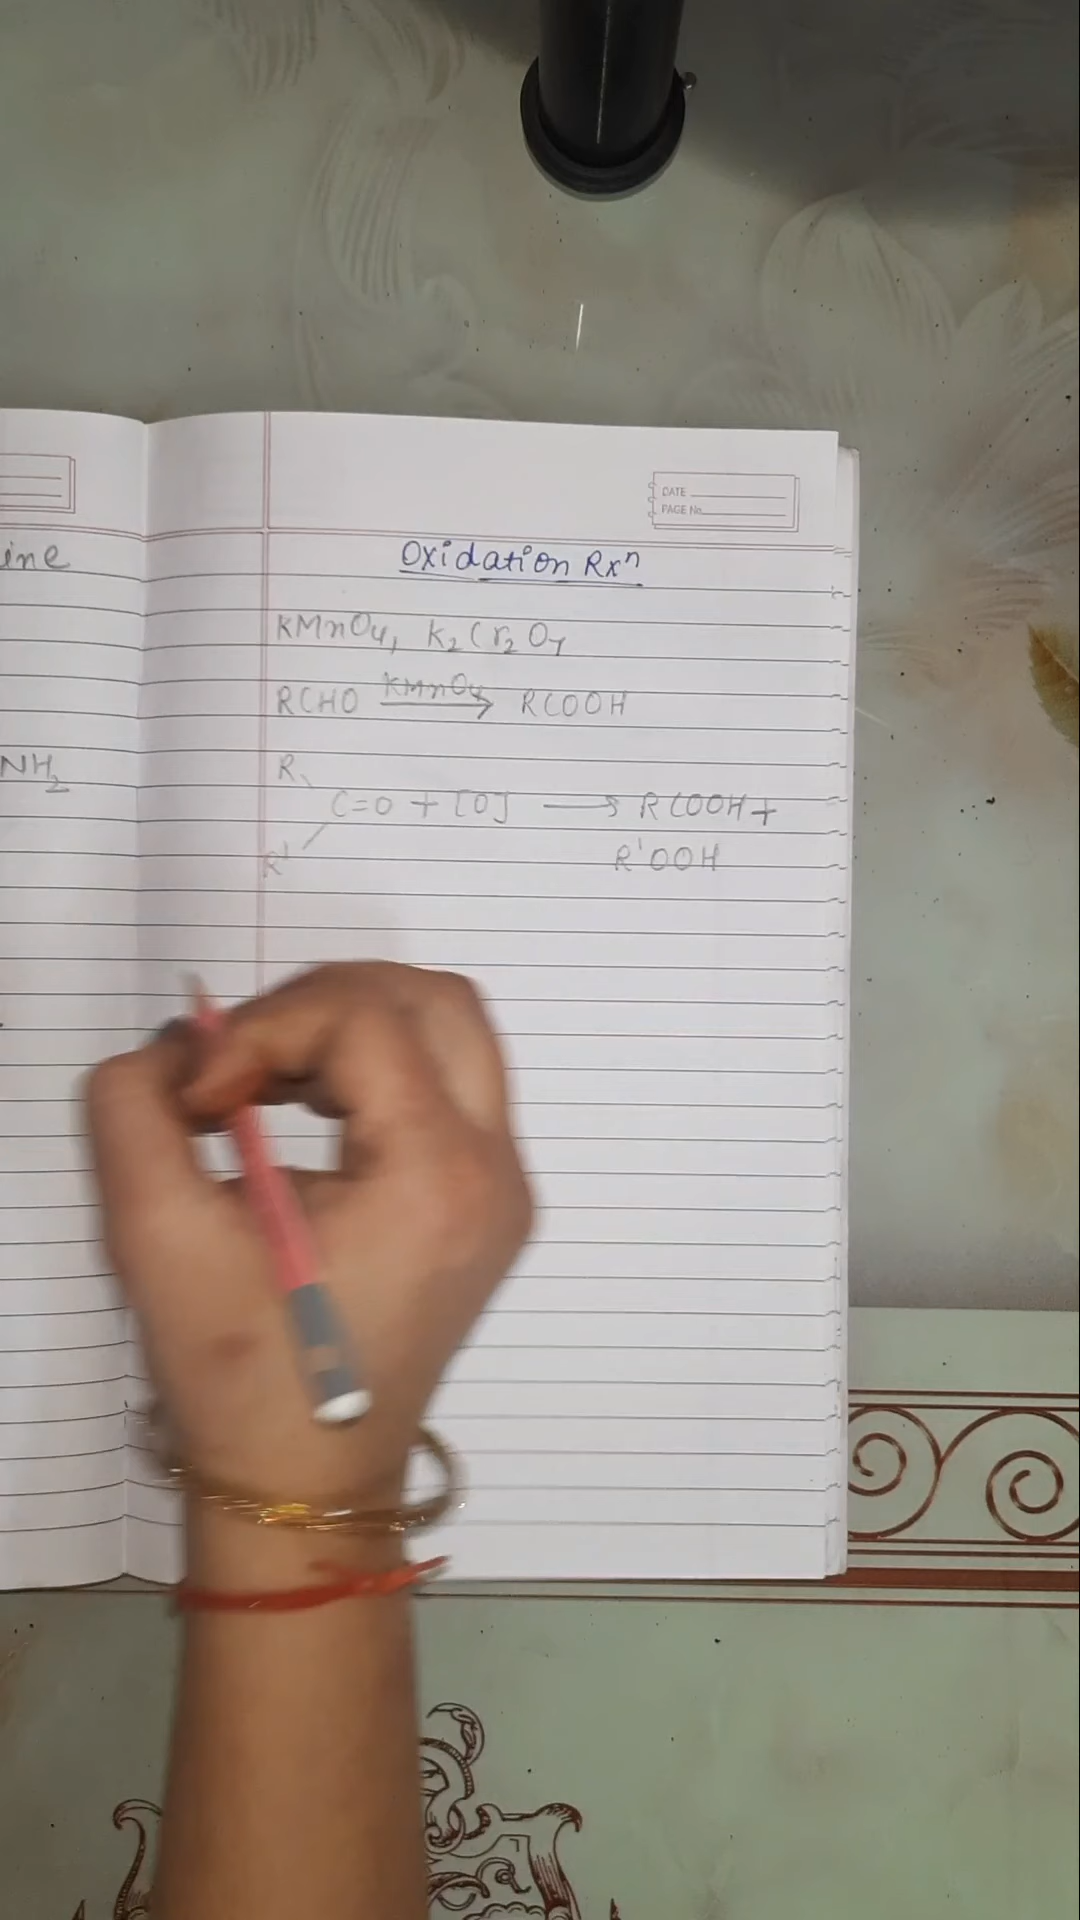 DATE
PAGE No.
ine
Oxidation Rxⁿ
KMnO₄, K₂Cr₂O₇
RCHO KMnO₄→ RCOOH
NH₂
R
C=O + [O] → RCOOH +
R' R'OOH